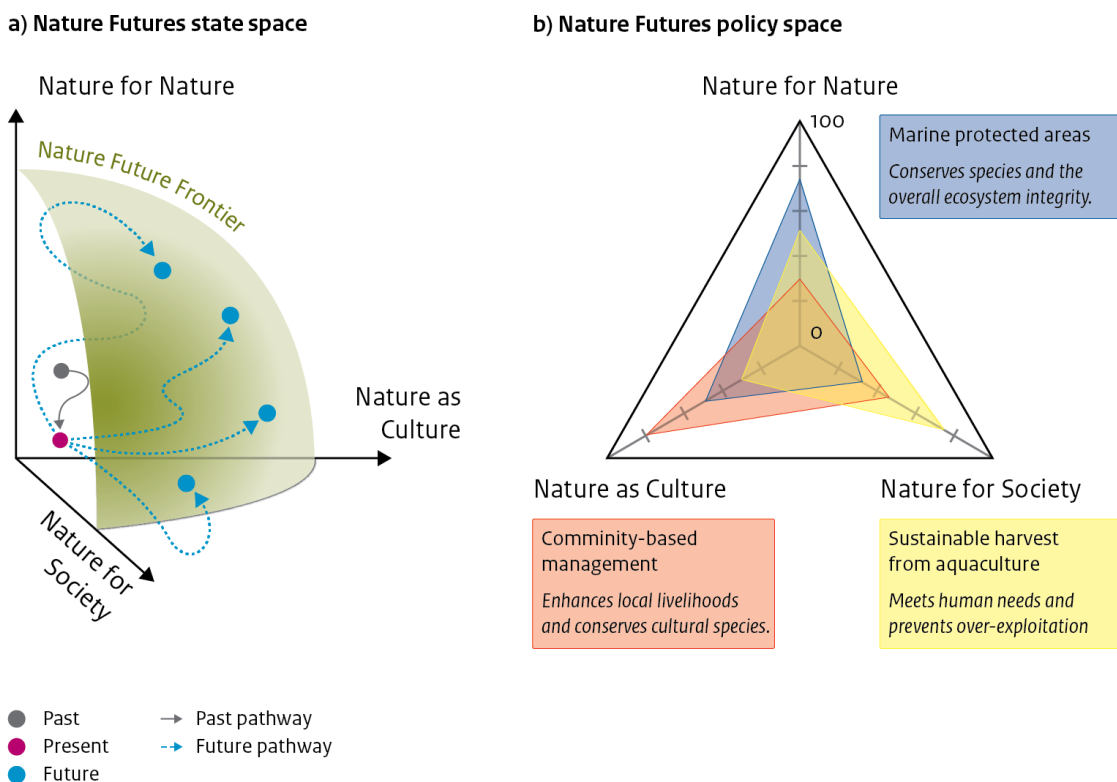 a) Nature Futures state space
Nature for Nature
Nature Future Frontier
Nature as
Culture
Nature for
Society
Past
Present
Future
Past pathway
Future pathway
b) Nature Futures policy space
Nature for Nature
100
0
Marine protected areas
Conserves species and the
overall ecosystem integrity.
Nature as Culture
Comminity-based
management
Enhances local livelihoods
and conserves cultural species.
Nature for Society
Sustainable harvest
from aquaculture
Meets human needs and
prevents over-exploitation